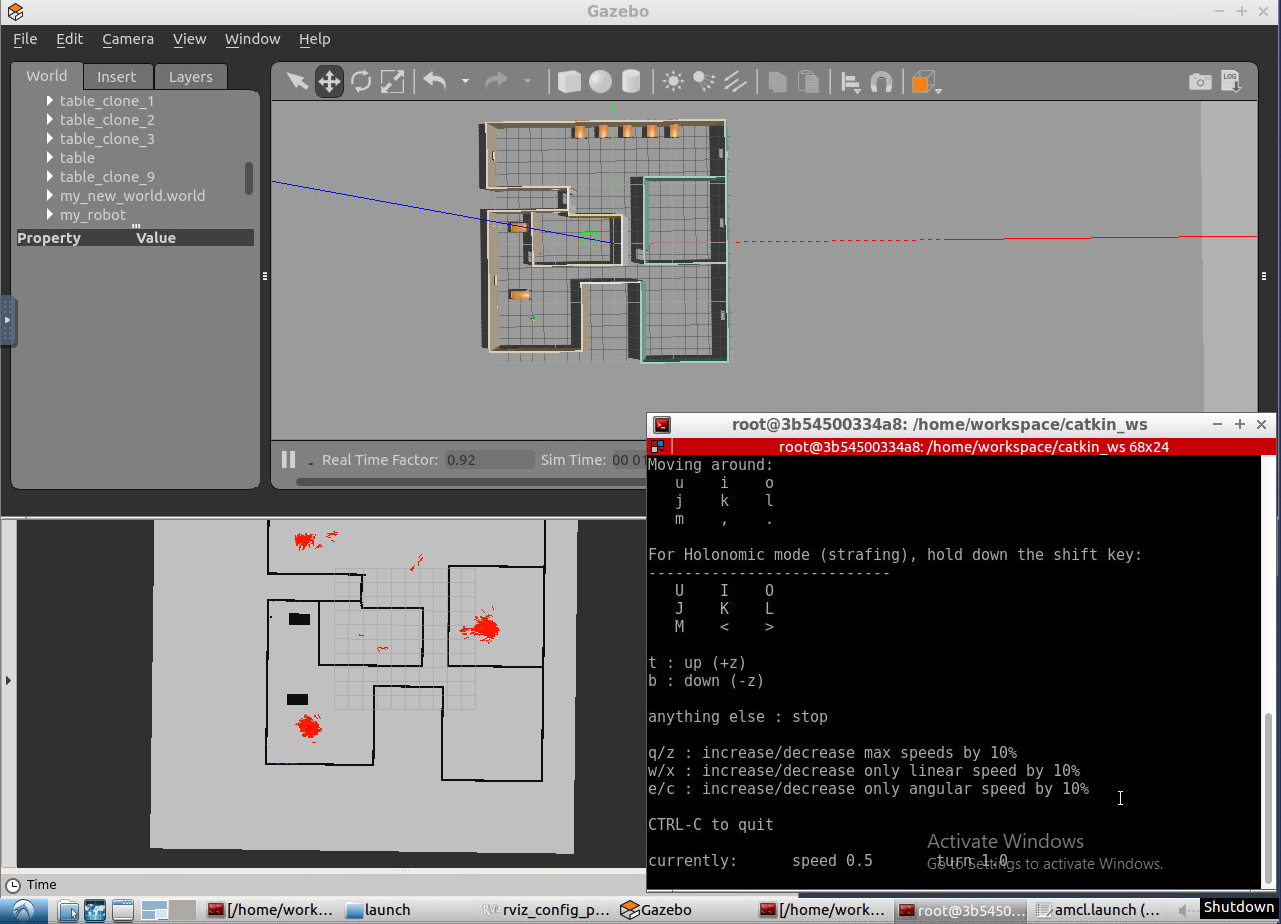 Gazebo
File Edit Camera View Window Help
World Insert Layers
LOG
table_clone_1
table_clone_2
table_clone_3
table
table_clone_9
my_new_world.world
my_robot
Property Value
Real Time Factor: 0.92 Sim Time: 00 01
root@3b54500334a8: /home/workspace/catkin_ws
root@3b54500334a8: /home/workspace/catkin_ws 68x24
Moving around:
u i o
j k l
m , .
For Holonomic mode (strafing), hold down the shift key:
---------------------------
U I O
J K L
M < >
t : up (+z)
b : down (-z)
anything else : stop
q/z : increase/decrease max speeds by 10%
w/x : increase/decrease only linear speed by 10%
e/c : increase/decrease only angular speed by 10%
CTRL-C to quit
currently: speed 0.5 turn 1.0
Activate Windows
Go to Settings to activate Windows.
Time
[/home/work... launch rviz_config_p... Gazebo [/home/work... root@3b5450... amcl.launch (... Shutdown